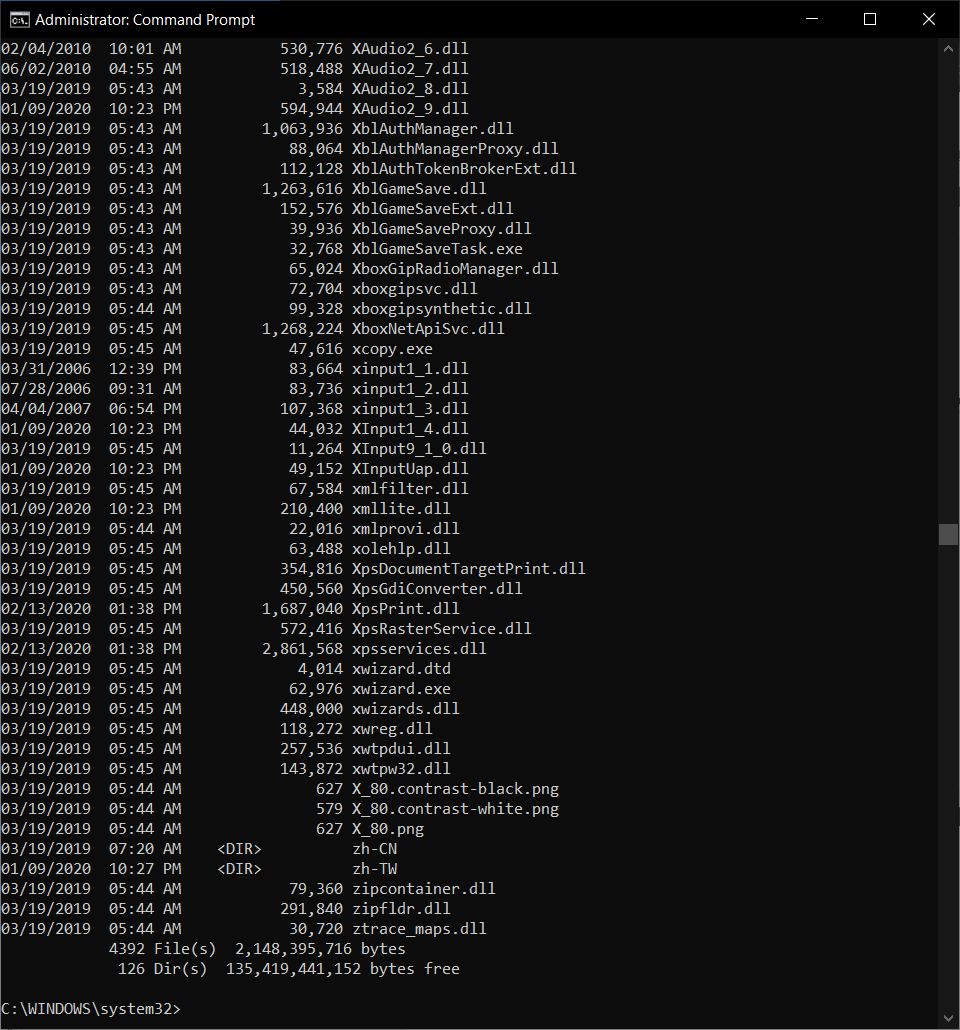 Administrator: Command Prompt
02/04/2010  10:01 AM           530,776 XAudio2_6.dll
06/02/2010  04:55 AM           518,488 XAudio2_7.dll
03/19/2019  05:43 AM             3,584 XAudio2_8.dll
01/09/2020  10:23 PM           594,944 XAudio2_9.dll
03/19/2019  05:43 AM         1,063,936 XblAuthManager.dll
03/19/2019  05:43 AM            88,064 XblAuthManagerProxy.dll
03/19/2019  05:43 AM           112,128 XblAuthTokenBrokerExt.dll
03/19/2019  05:43 AM         1,263,616 XblGameSave.dll
03/19/2019  05:43 AM           152,576 XblGameSaveExt.dll
03/19/2019  05:43 AM            39,936 XblGameSaveProxy.dll
03/19/2019  05:43 AM            32,768 XblGameSaveTask.exe
03/19/2019  05:43 AM            65,024 XboxGipRadioManager.dll
03/19/2019  05:43 AM            72,704 xboxgipsvc.dll
03/19/2019  05:44 AM            99,328 xboxgipsynthetic.dll
03/19/2019  05:45 AM         1,268,224 XboxNetApiSvc.dll
03/19/2019  05:45 AM            47,616 xcopy.exe
03/31/2006  12:39 PM            83,664 xinput1_1.dll
07/28/2006  09:31 AM            83,736 xinput1_2.dll
04/04/2007  06:54 PM           107,368 xinput1_3.dll
01/09/2020  10:23 PM            44,032 XInput1_4.dll
03/19/2019  05:45 AM            11,264 XInput9_1_0.dll
01/09/2020  10:23 PM            49,152 XInputUap.dll
03/19/2019  05:45 AM            67,584 xmlfilter.dll
01/09/2020  10:23 PM           210,400 xmllite.dll
03/19/2019  05:44 AM            22,016 xmlprovi.dll
03/19/2019  05:45 AM            63,488 xolehlp.dll
03/19/2019  05:45 AM           354,816 XpsDocumentTargetPrint.dll
03/19/2019  05:45 AM           450,560 XpsGdiConverter.dll
02/13/2020  01:38 PM         1,687,040 XpsPrint.dll
03/19/2019  05:45 AM           572,416 XpsRasterService.dll
02/13/2020  01:38 PM         2,861,568 xpsservices.dll
03/19/2019  05:45 AM             4,014 xwizard.dtd
03/19/2019  05:45 AM            62,976 xwizard.exe
03/19/2019  05:45 AM           448,000 xwizards.dll
03/19/2019  05:45 AM           118,272 xwreg.dll
03/19/2019  05:45 AM           257,536 xwtpdui.dll
03/19/2019  05:45 AM           143,872 xwtpw32.dll
03/19/2019  05:44 AM               627 X_80.contrast-black.png
03/19/2019  05:44 AM               579 X_80.contrast-white.png
03/19/2019  05:44 AM               627 X_80.png
03/19/2019  07:20 AM    <DIR>          zh-CN
01/09/2020  10:27 PM    <DIR>          zh-TW
03/19/2019  05:44 AM            79,360 zipcontainer.dll
03/19/2019  05:44 AM           291,840 zipfldr.dll
03/19/2019  05:44 AM            30,720 ztrace_maps.dll
            4392 File(s)  2,148,395,716 bytes
             126 Dir(s)  135,419,441,152 bytes free
C:\WINDOWS\system32>